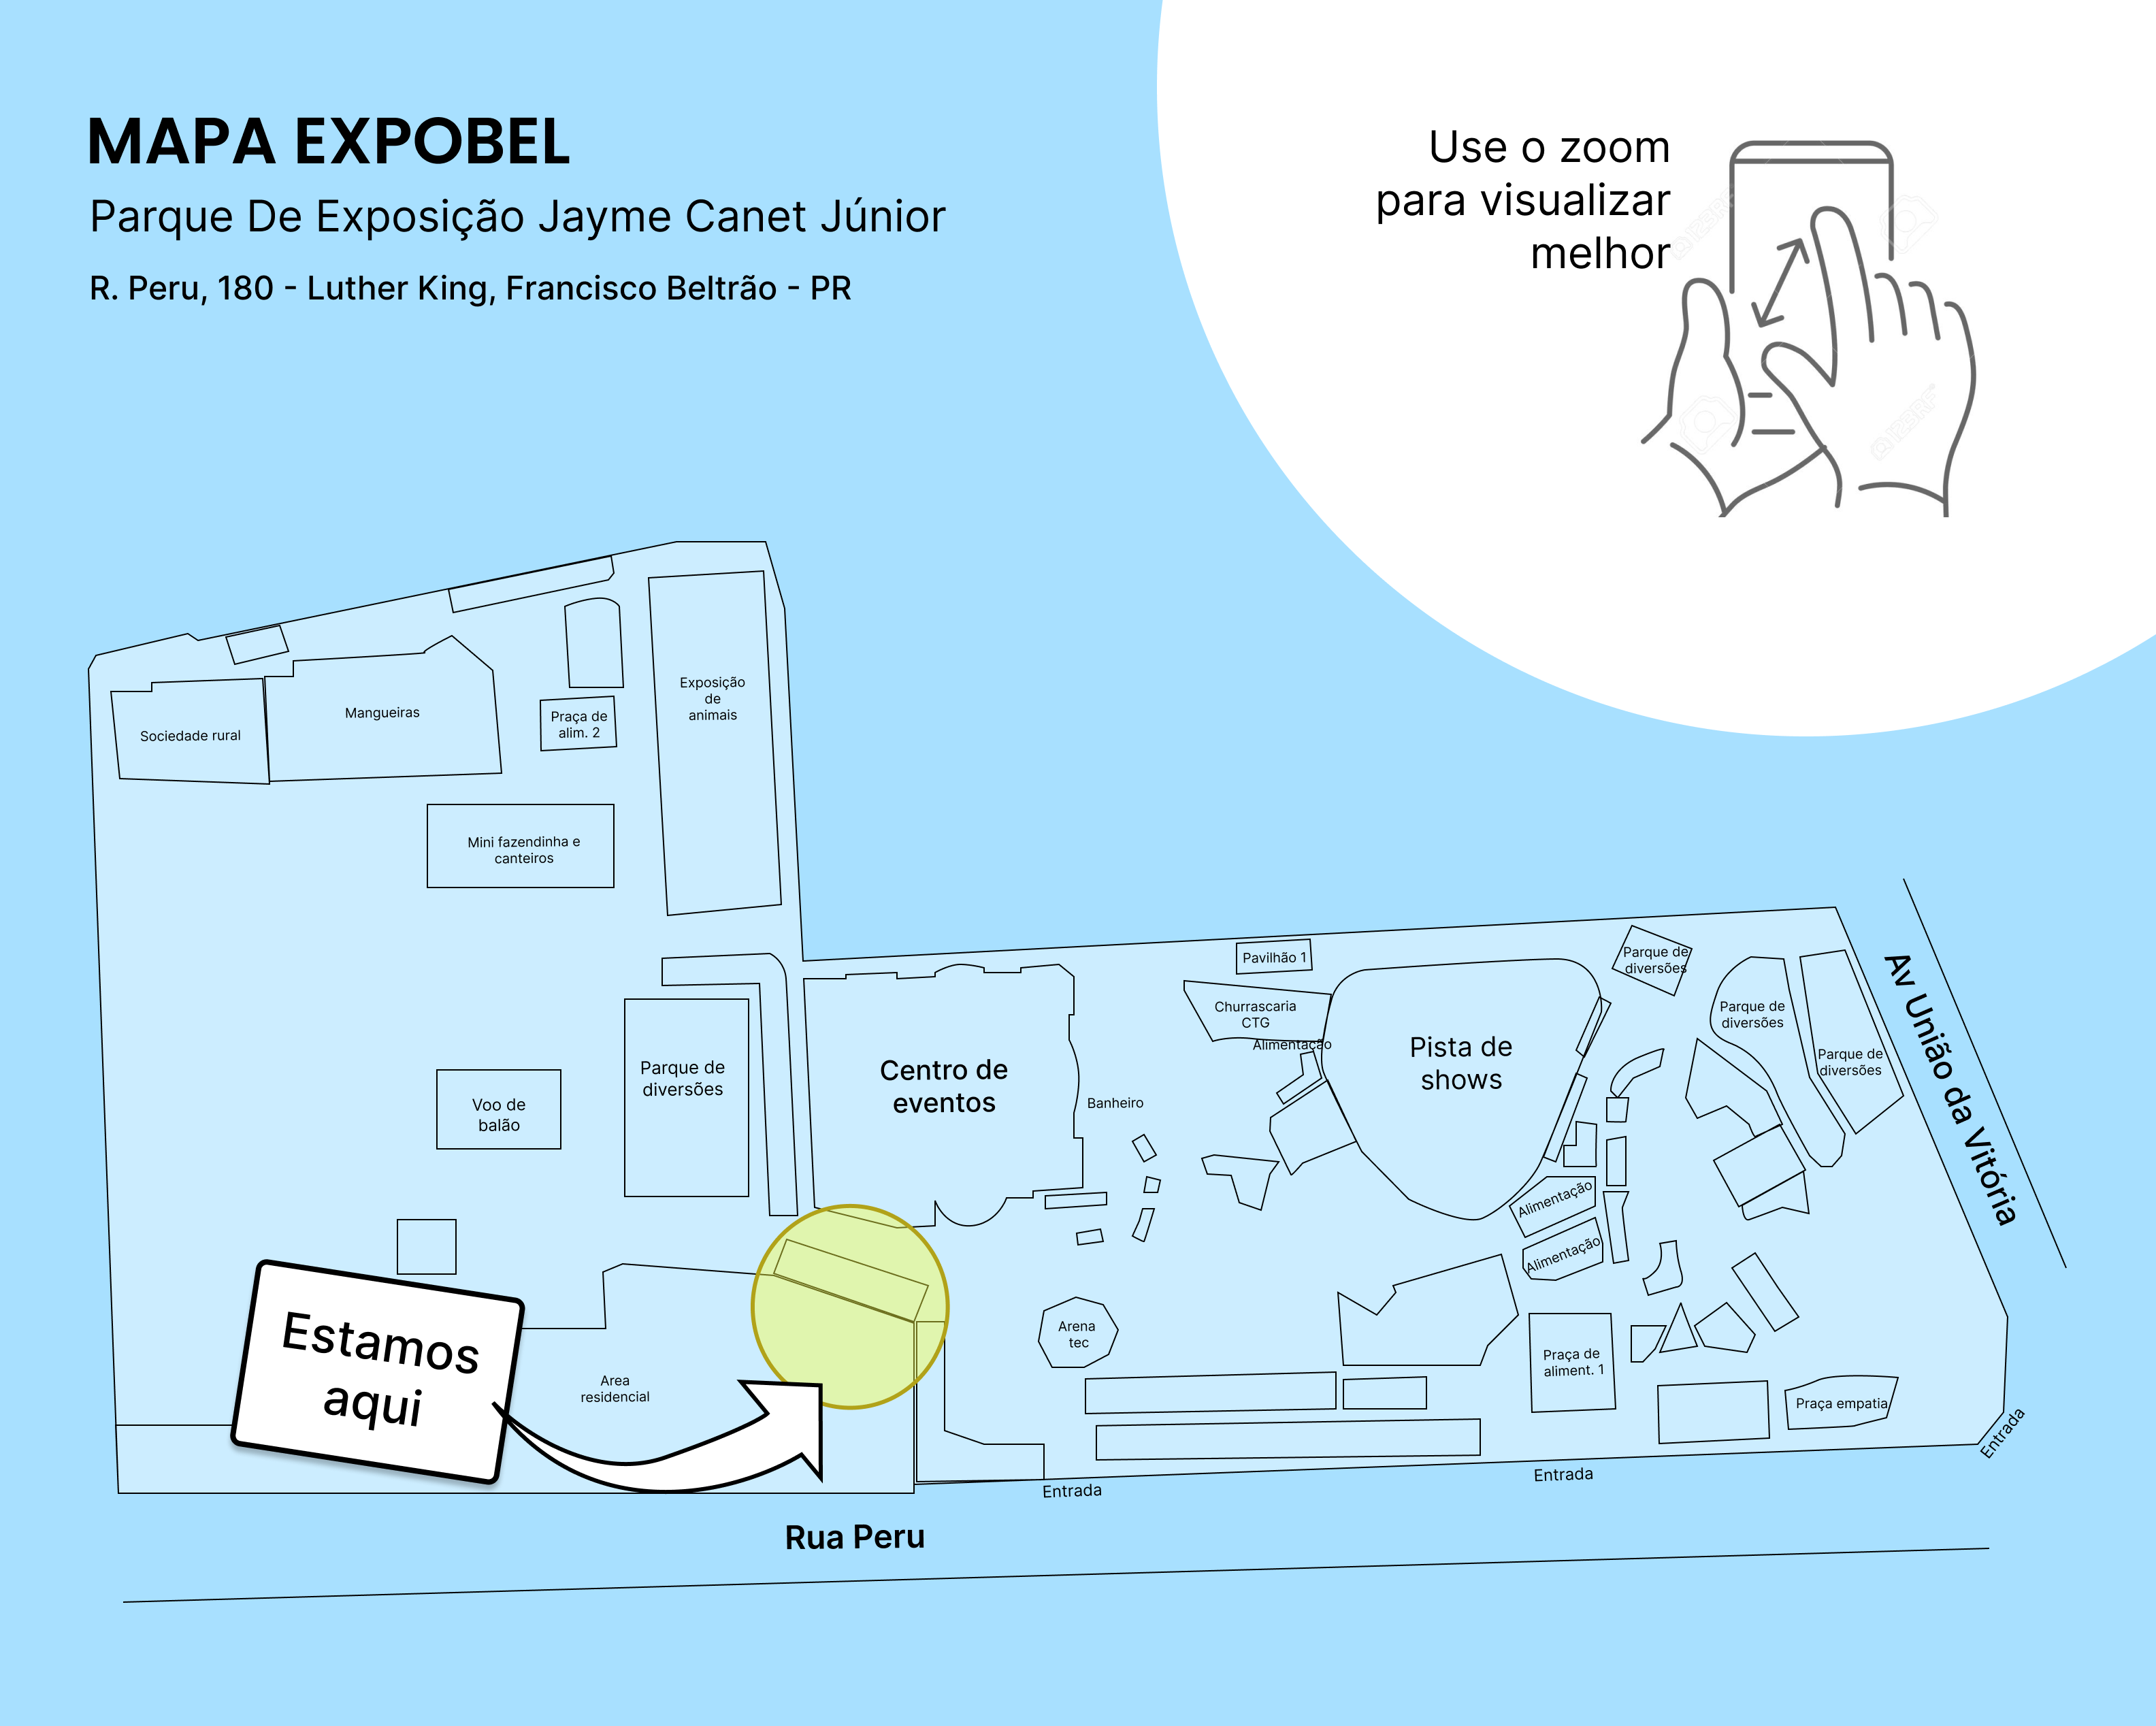 MAPA EXPOBEL
Parque De Exposição Jayme Canet Júnior
R. Peru, 180 - Luther King, Francisco Beltrão - PR
Use o zoom
para visualizar
melhor
123RF
123RF
Exposição
de
animais
Mangueiras
Sociedade rural
Praça de
alim. 2
Mini fazendinha e
canteiros
Pavilhão 1
Churrascaria
CTG
Alimentação
Pista de
shows
Parque de
diversões
Parque de
diversões
Parque de
diversões
Av União da Vitória
Parque de
diversões
Centro de
eventos
Voo de
balão
Banheiro
Alimentação
Alimentação
Estamos
aqui
Area
residencial
Arena
tec
Praça de
aliment. 1
Praça empatia
Entrada
Entrada
Entrada
Rua Peru